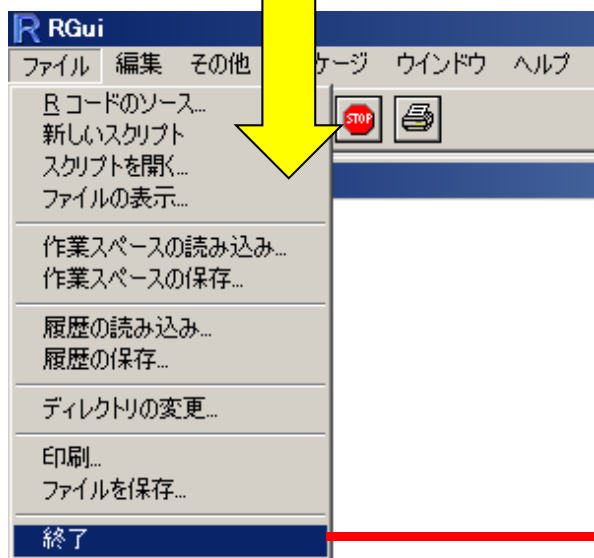 R RGui
ファイル 編集 その他 ケージ ウインドウ ヘルプ
Rコードのソース...
新しいスクリプト
STOP
スクリプトを開く...
ファイルの表示...
作業スペースの読み込み...
作業スペースの保存...
履歴の読み込み...
履歴の保存...
ディレクトリの変更...
印刷...
ファイルを保存...
終了